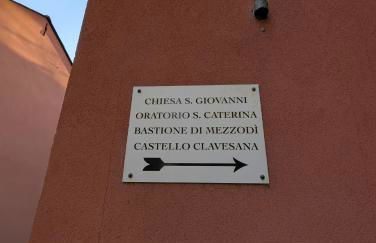 CHIESA S. GIOVANNI
ORATORIO S. CATERINA
BASTIONE DI MEZZODÌ
CASTELLO CLAVESANA